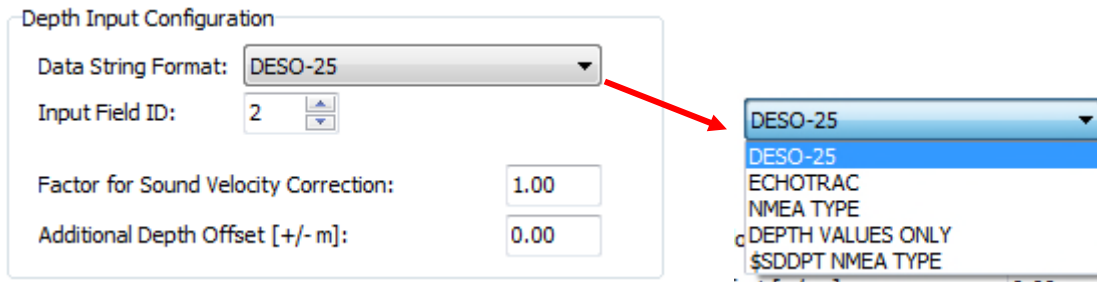 Depth Input Configuration
Data String Format: DESO-25
Input Field ID: 2
Factor for Sound Velocity Correction: 1.00
Additional Depth Offset [+/- m]: 0.00
DESO-25
DESO-25
ECHOTRAC
NMEA TYPE
DEPTH VALUES ONLY
$SDDPT NMEA TYPE